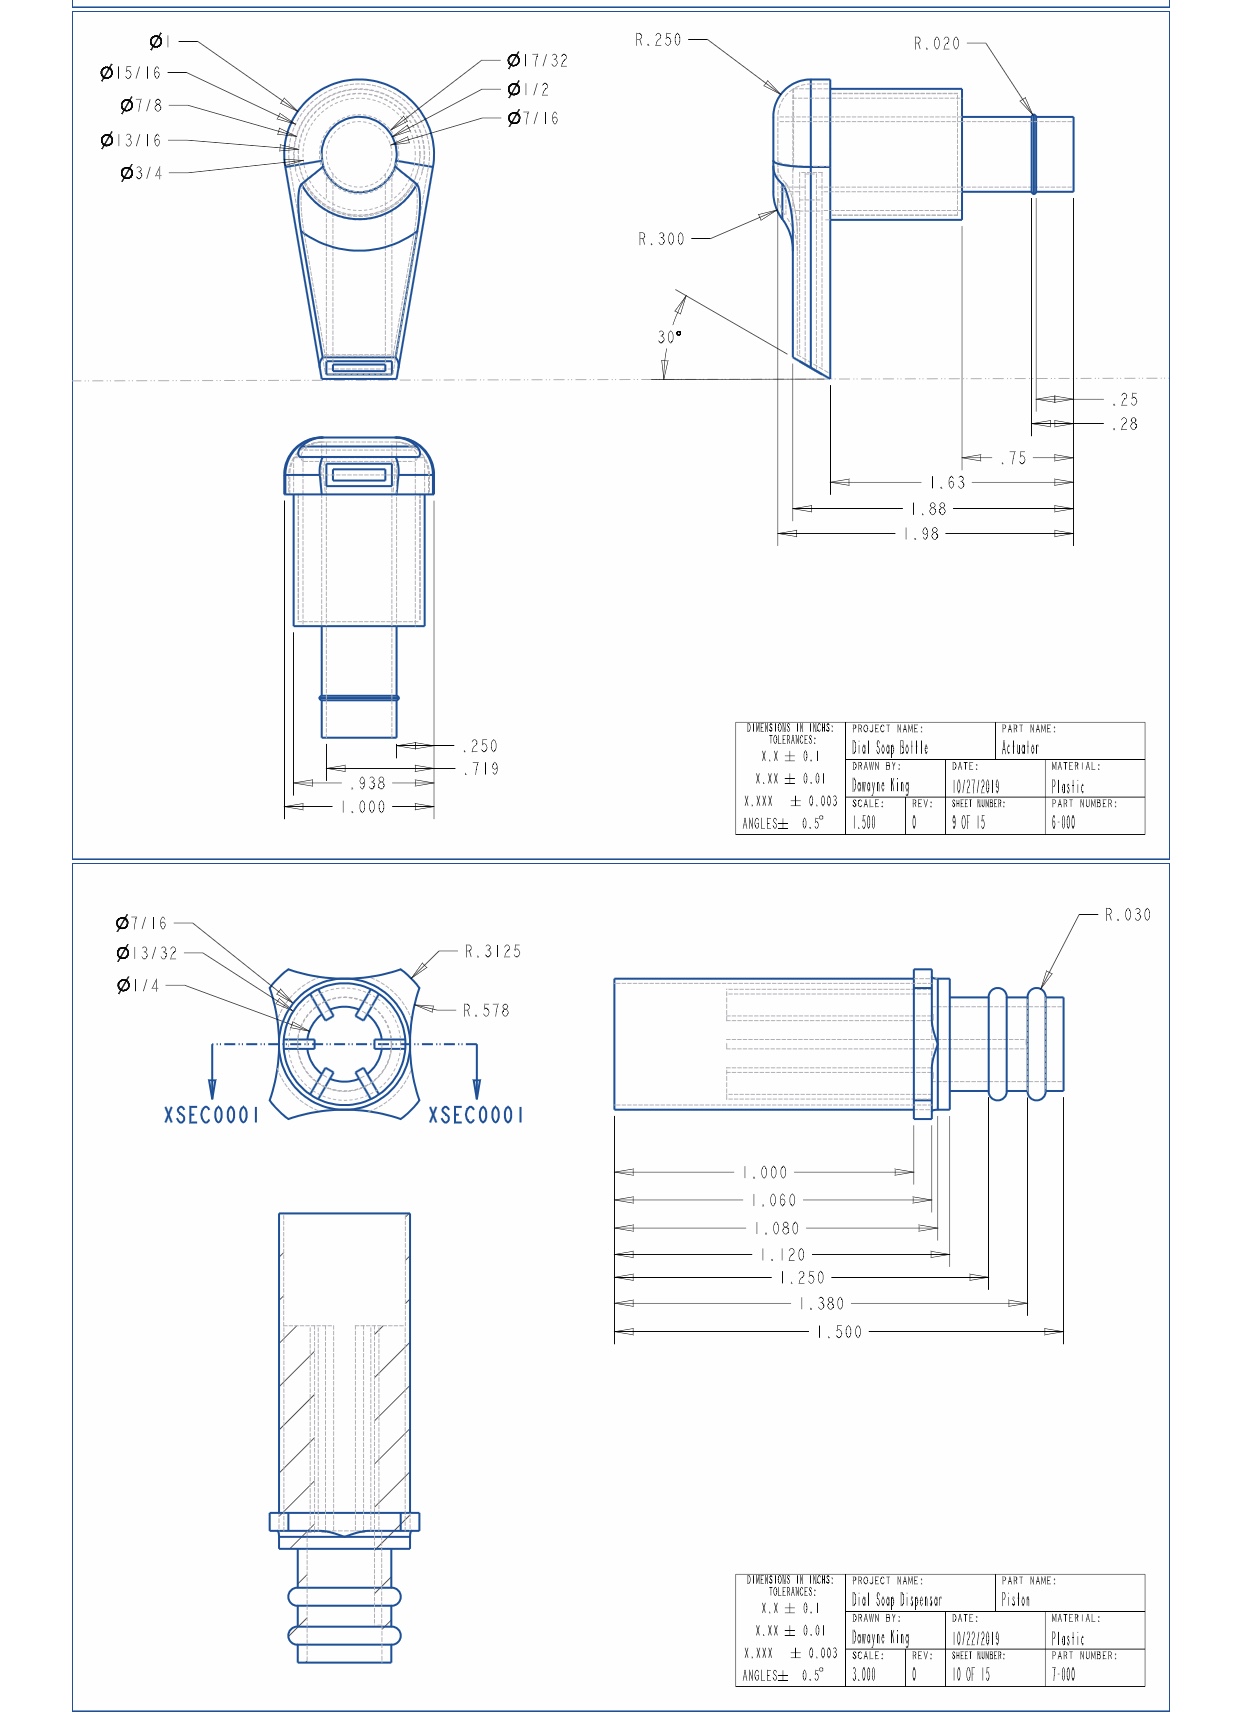 Ø1
Ø15/16
Ø7/8
Ø13/16
Ø3/4
Ø17/32
Ø1/2
Ø7/16
R.250
R.020
R.300
30°
.25
.28
.75
1.63
1.88
1.98
.250
.719
.938
1.000
DIMENSIONS IN INCHS:
TOLERANCES:
X.X ± 0.1
X.XX ± 0.01
X.XXX ± 0.003
ANGLES± 0.5°
PROJECT NAME:
Dial Soap Bottle
PART NAME:
Actuator
DRAWN BY:
Dawayne King
DATE:
10/27/2019
MATERIAL:
Plastic
SCALE:
1.500
REV:
0
SHEET NUMBER:
9 OF 15
PART NUMBER:
6-000
Ø7/16
Ø13/32
Ø1/4
R.3125
R.578
XSEC0001
XSEC0001
R.030
1.000
1.060
1.080
1.120
1.250
1.380
1.500
DIMENSIONS IN INCHS:
TOLERANCES:
X.X ± 0.1
X.XX ± 0.01
X.XXX ± 0.003
ANGLES± 0.5°
PROJECT NAME:
Dial Soap Dispensar
PART NAME:
Piston
DRAWN BY:
Dawayne King
DATE:
10/22/2019
MATERIAL:
Plastic
SCALE:
3.000
REV:
0
SHEET NUMBER:
10 OF 15
PART NUMBER:
7-000